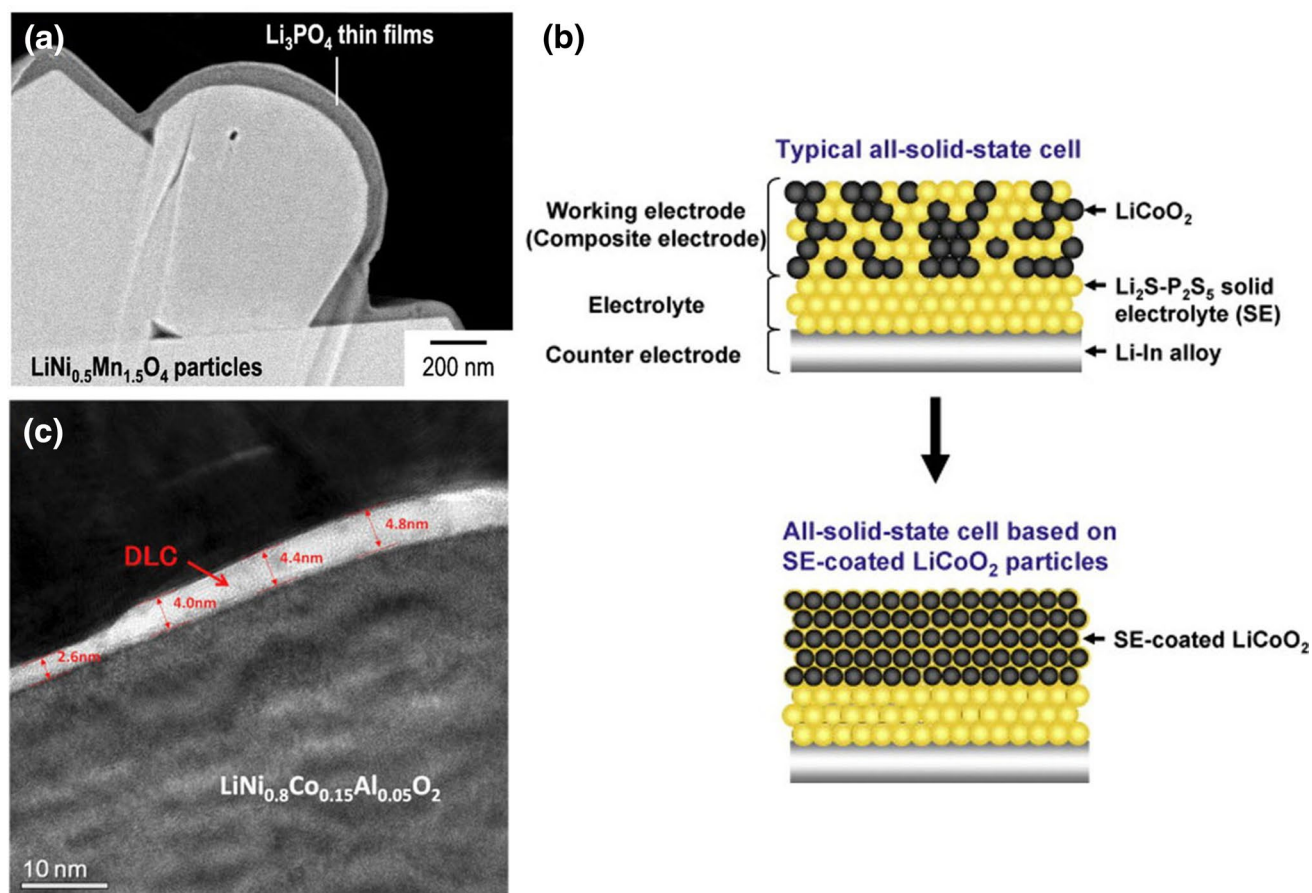 (a)
Li₃PO₄ thin films
LiNi₀.₅Mn₁.₅O₄ particles
200 nm
(b)
Typical all-solid-state cell
Working electrode
(Composite electrode)
Electrolyte
Counter electrode
LiCoO₂
Li₂S-P₂S₅ solid
electrolyte (SE)
Li-In alloy
All-solid-state cell based on
SE-coated LiCoO₂ particles
SE-coated LiCoO₂
(c)
DLC
4.8nm
4.4nm
4.0nm
2.6nm
LiNi₀.₈Co₀.₁₅Al₀.₀₅O₂
10 nm